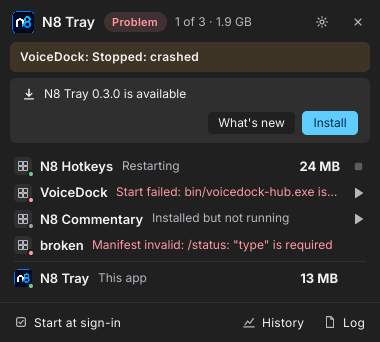 n8 N8 Tray Problem 1 of 3 · 1.9 GB
VoiceDock: Stopped: crashed
N8 Tray 0.3.0 is available
What's new Install
N8 Hotkeys Restarting 24 MB
VoiceDock Start failed: bin/voicedock-hub.exe is...
N8 Commentary Installed but not running
broken Manifest invalid: /status: "type" is required
n8 N8 Tray This app 13 MB
Start at sign-in History Log